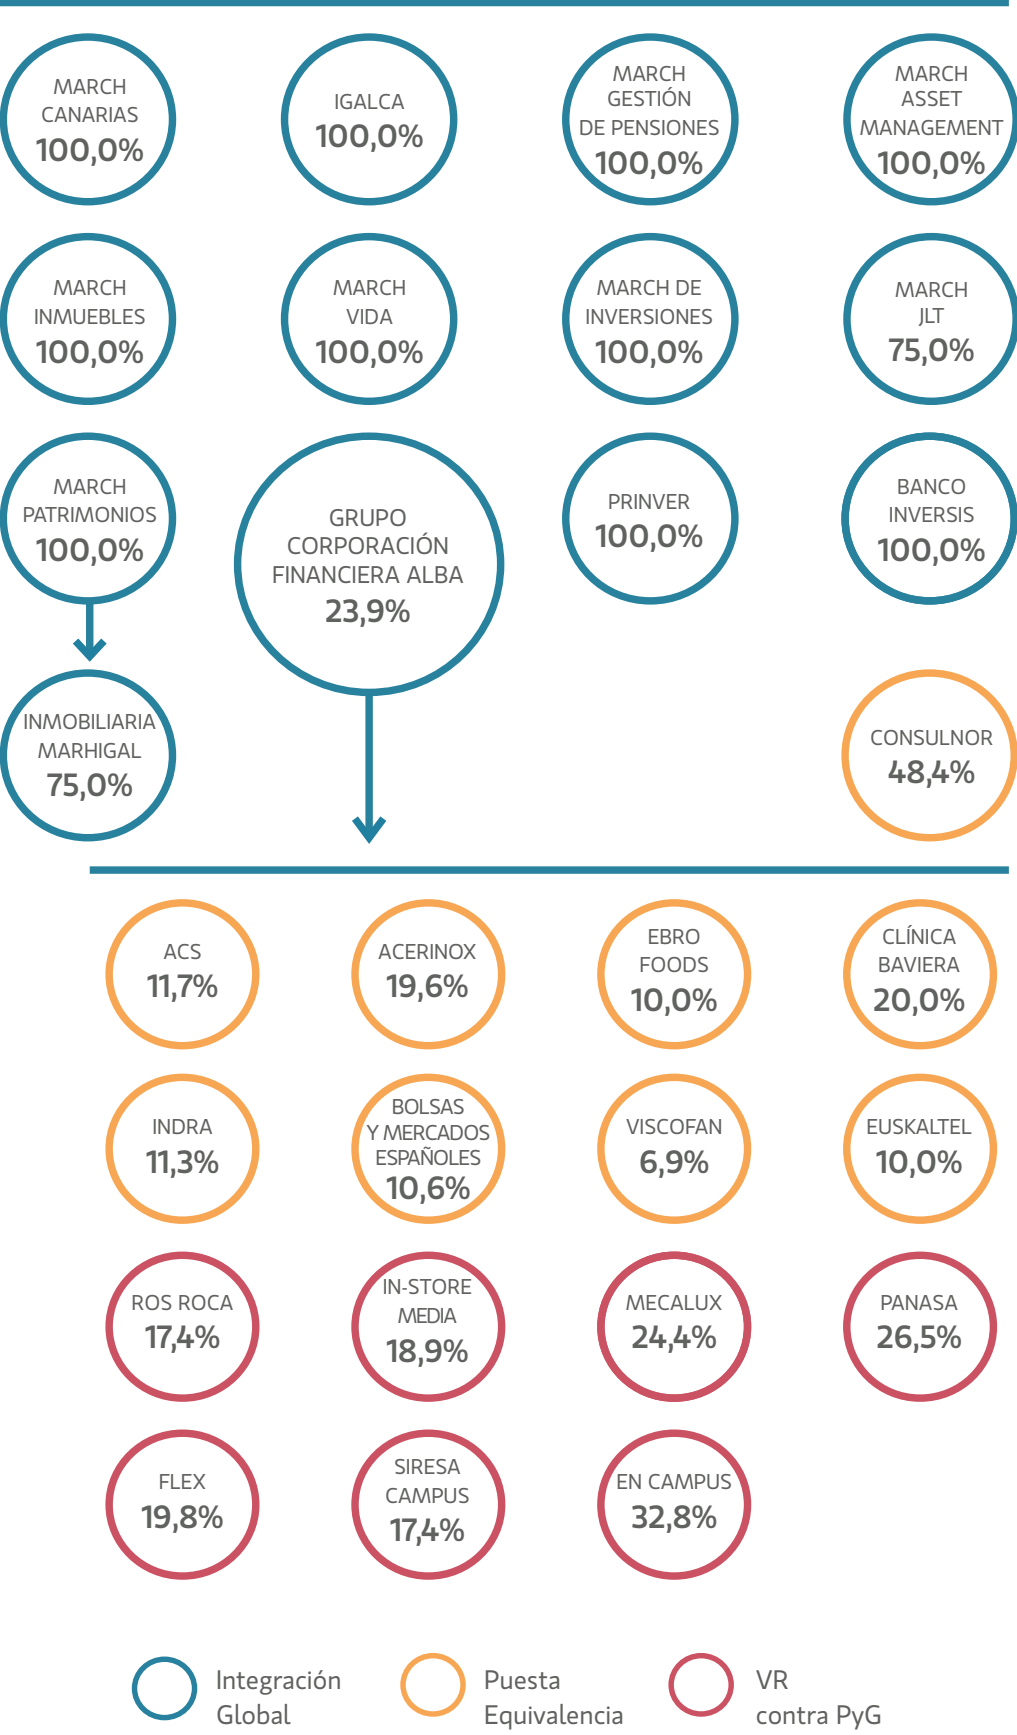 MARCH
CANARIAS
100,0%
IGALCA
100,0%
MARCH
GESTIÓN
DE PENSIONES
100,0%
MARCH
ASSET
MANAGEMENT
100,0%
MARCH
INMUEBLES
100,0%
MARCH
VIDA
100,0%
MARCH DE
INVERSIONES
100,0%
MARCH
JLT
75,0%
MARCH
PATRIMONIOS
100,0%
GRUPO
CORPORACIÓN
FINANCIERA ALBA
23,9%
PRINVER
100,0%
BANCO
INVERSIS
100,0%
INMOBILIARIA
MARHIGAL
75,0%
CONSULNOR
48,4%
ACS
11,7%
ACERINOX
19,6%
EBRO
FOODS
10,0%
CLÍNICA
BAVIERA
20,0%
INDRA
11,3%
BOLSAS
Y MERCADOS
ESPAÑOLES
10,6%
VISCOFAN
6,9%
EUSKALTEL
10,0%
ROS ROCA
17,4%
IN-STORE
MEDIA
18,9%
MECALUX
24,4%
PANASA
26,5%
FLEX
19,8%
SIRESA
CAMPUS
17,4%
EN CAMPUS
32,8%
Integración
Global
Puesta
Equivalencia
VR
contra PyG